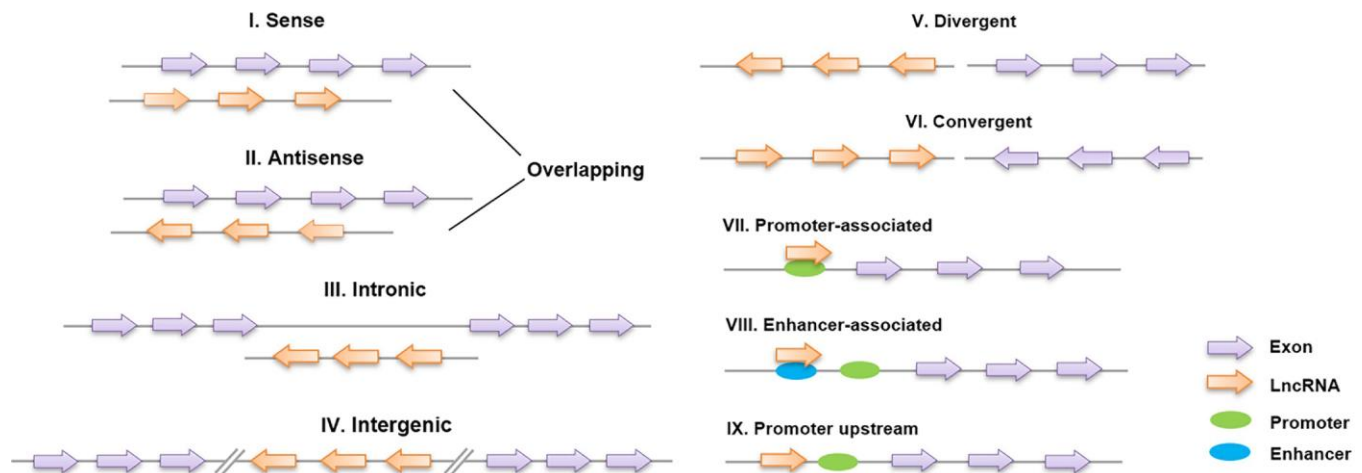 I. Sense
II. Antisense
Overlapping
III. Intronic
IV. Intergenic
V. Divergent
VI. Convergent
VII. Promoter-associated
VIII. Enhancer-associated
IX. Promoter upstream
Exon
LncRNA
Promoter
Enhancer